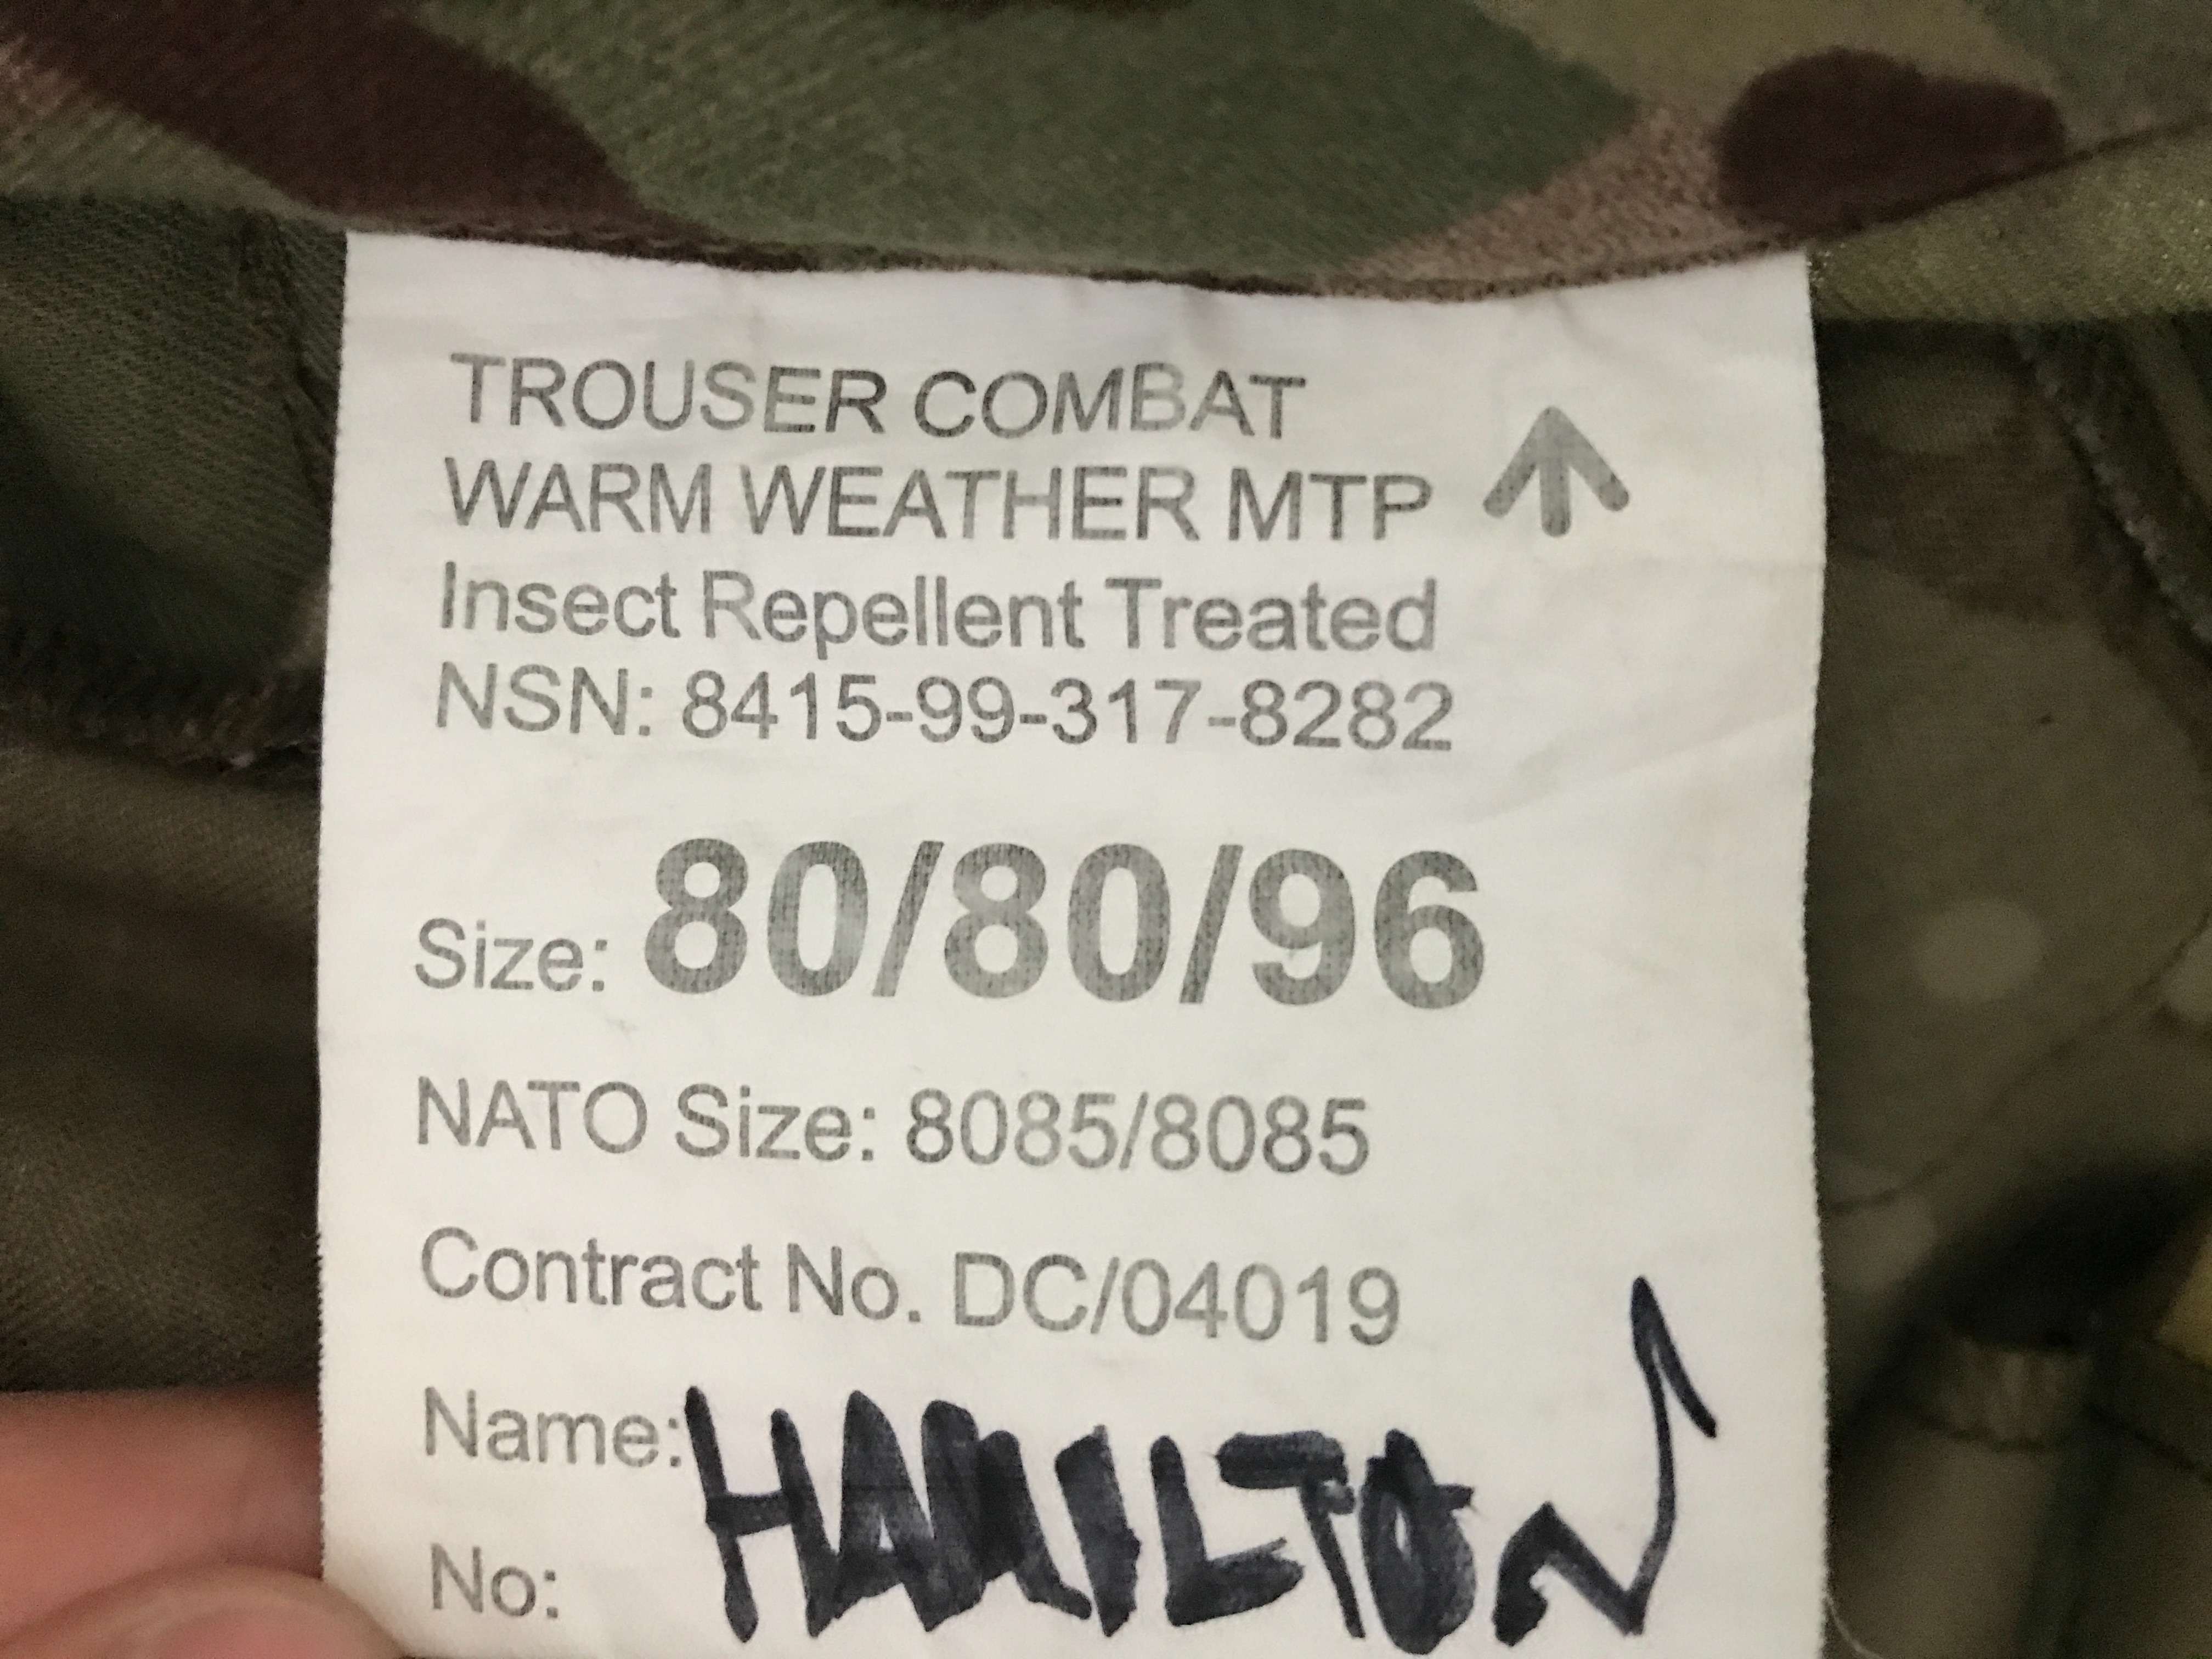 TROUSER COMBAT
WARM WEATHER MTP
Insect Repellent Treated
NSN: 8415-99-317-8282
Size: 80/80/96
NATO Size: 8085/8085
Contract No. DC/04019
Name: HAMILTON
No: